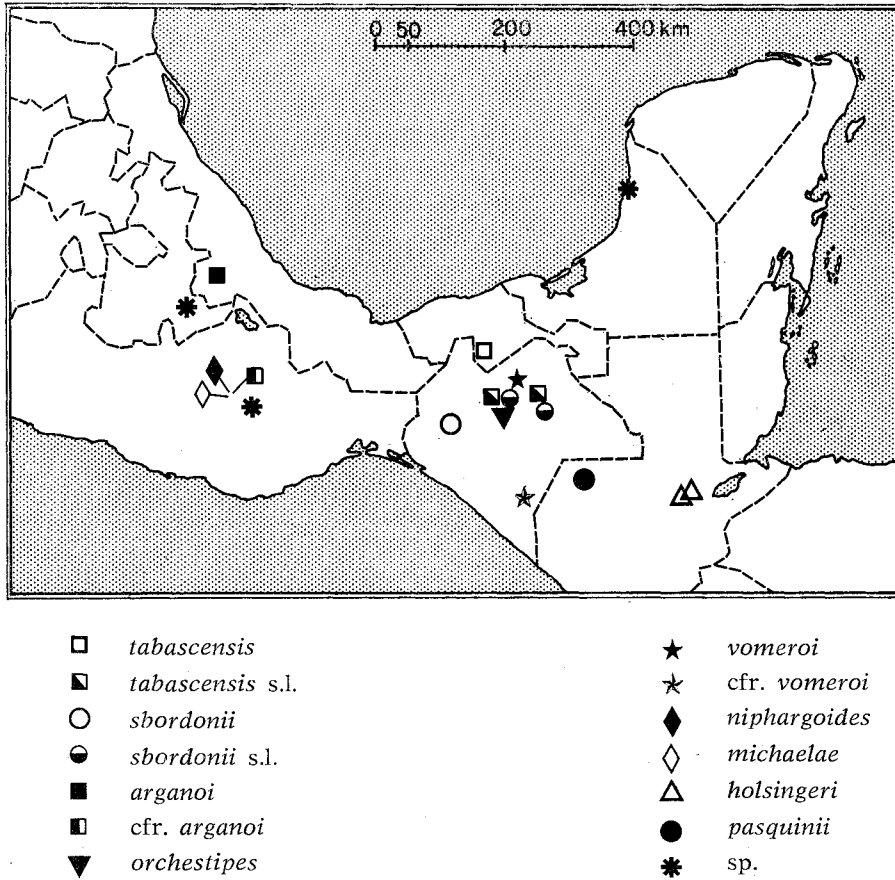 0 50 200 400 km
tabascensis
tabascensis s.l.
sbordonii
sbordonii s.l.
arganoi
cfr. arganoi
orchestipes
vomeroi
cfr. vomeroi
niphargoides
michaelae
holsingeri
pasquinii
sp.